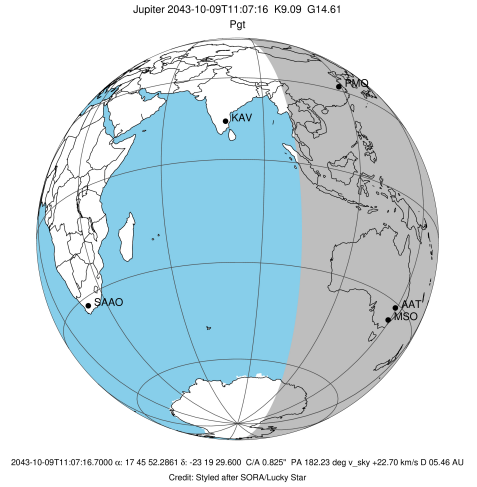 Jupiter 2043-10-09T11:07:16 K9.09 G14.61
Pgt
PMO
KAV
SAAO
AAT
MSO
2043-10-09T11:07:16.7000 α: 17 45 52.2861 δ: -23 19 29.600 C/A 0.825" PA 182.23 deg v_sky +22.70 km/s D 05.46 AU
Credit: Styled after SORA/Lucky Star